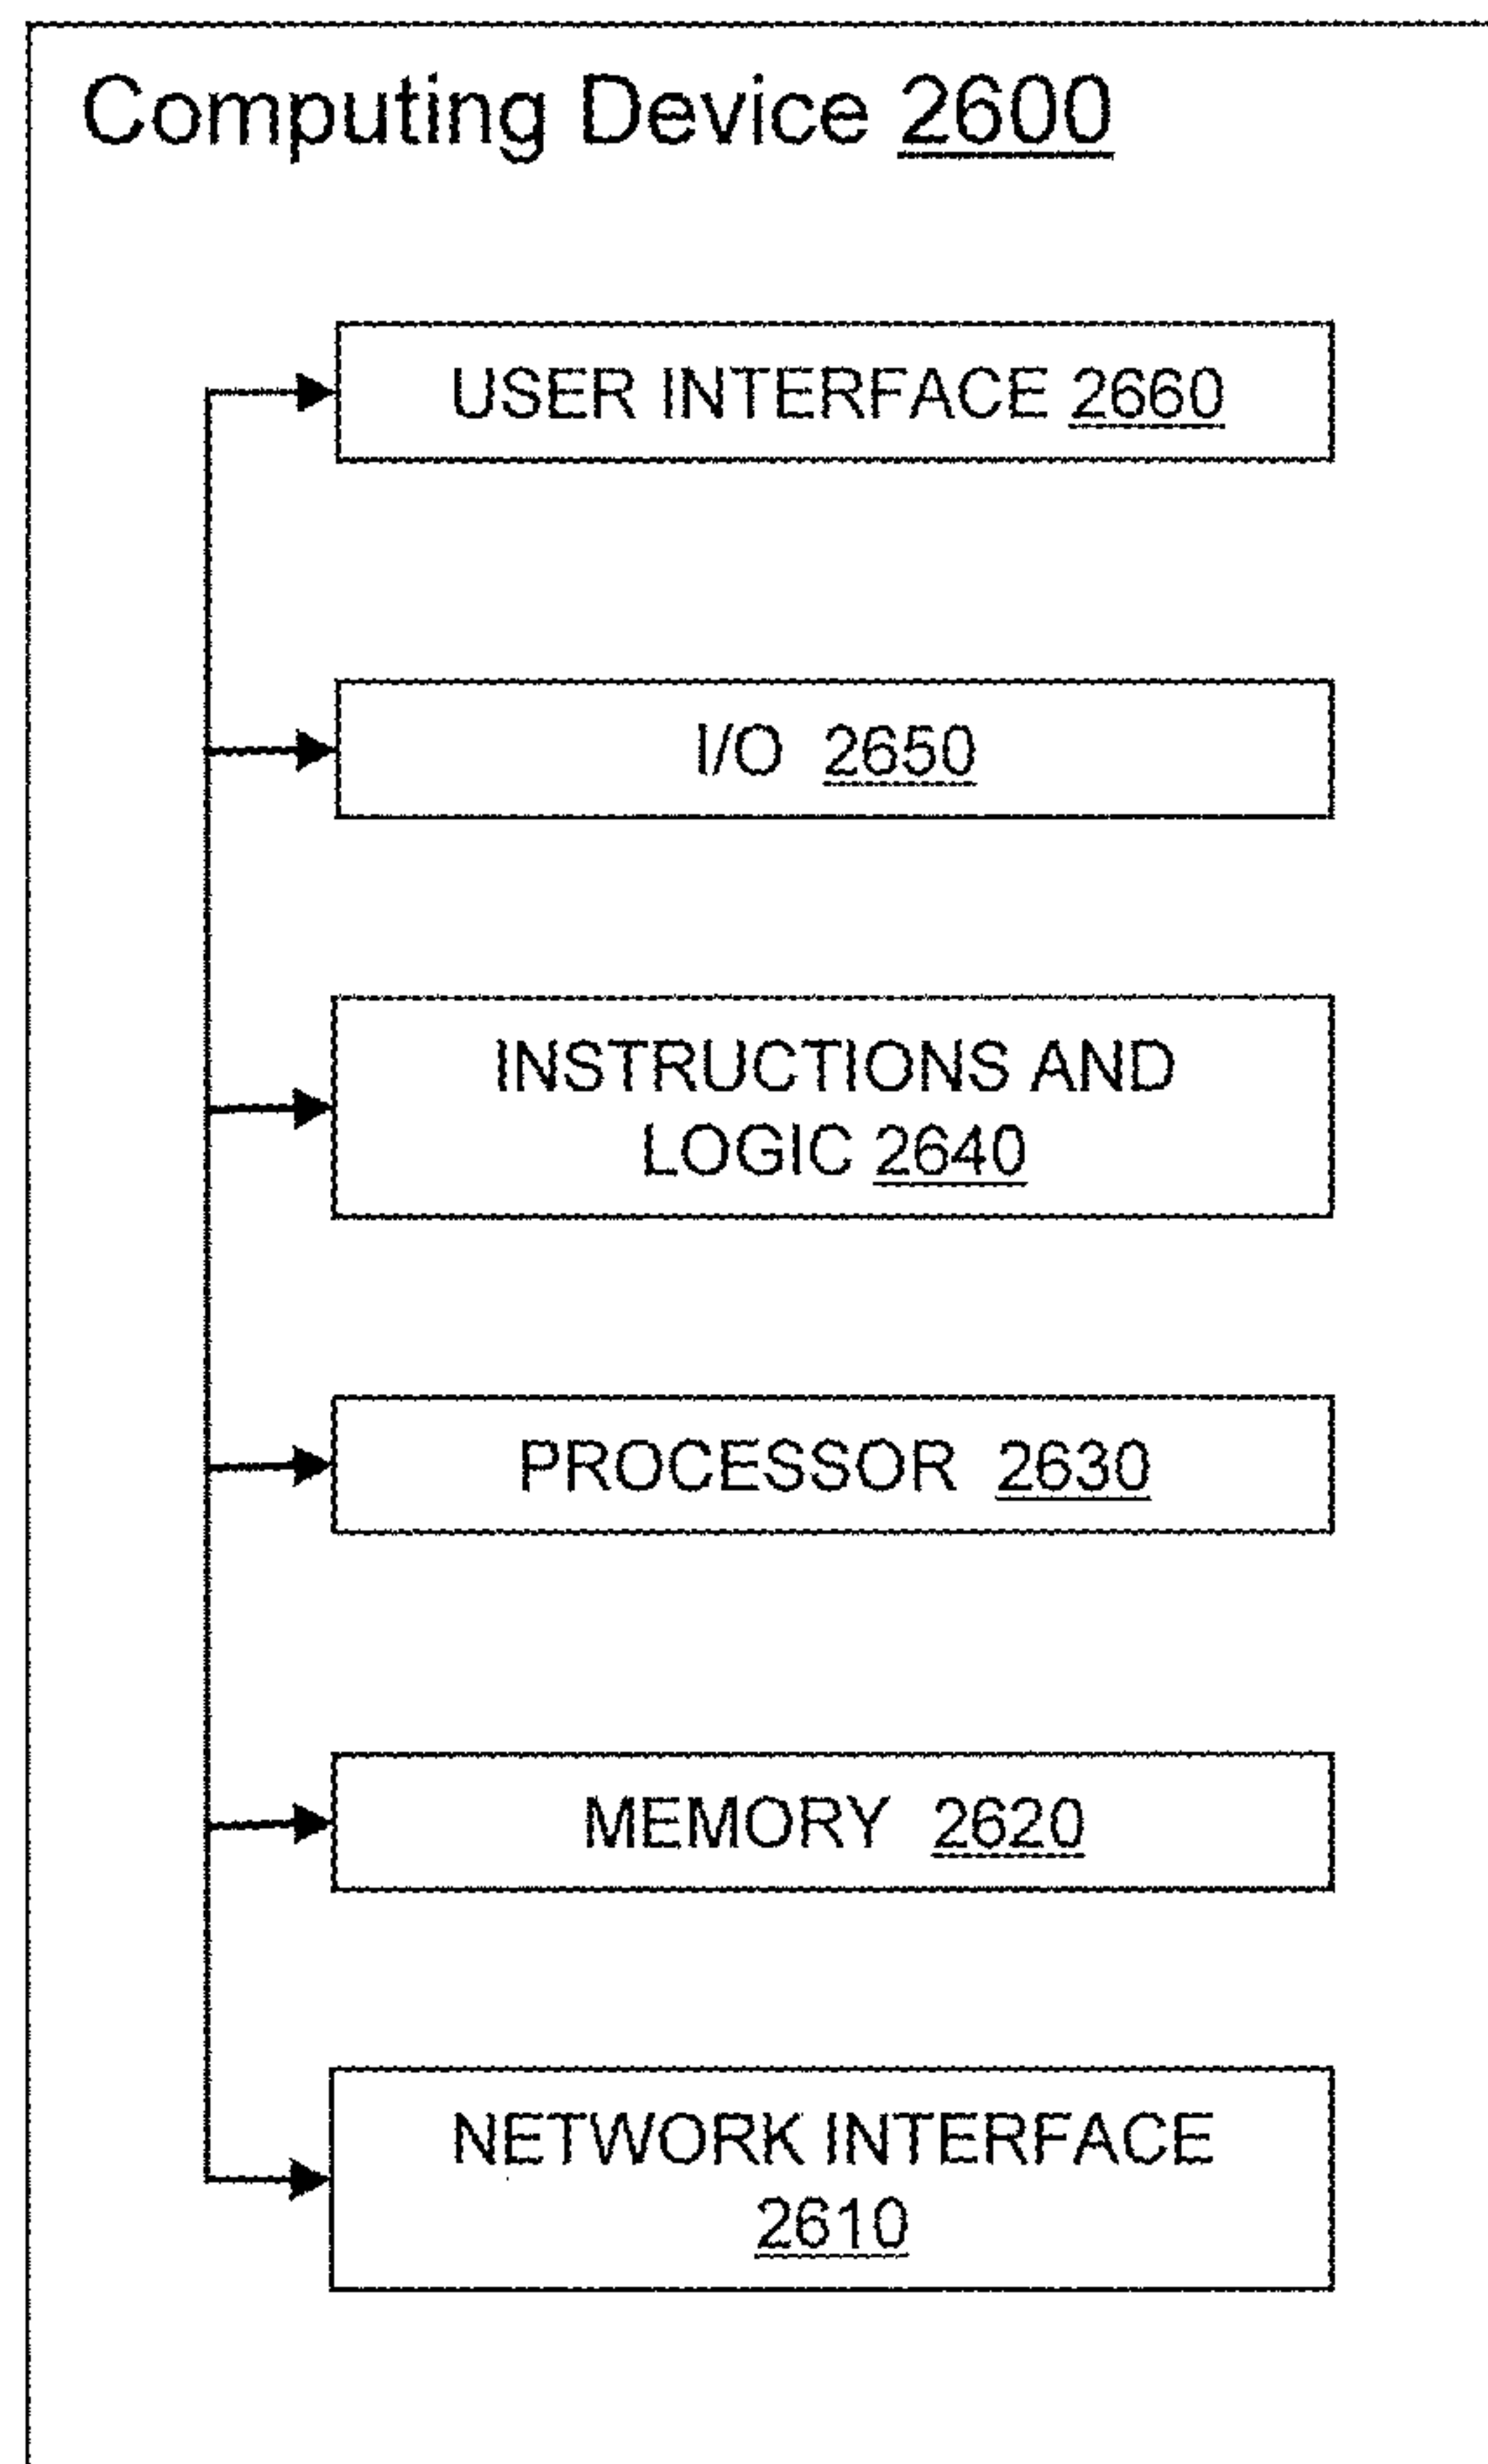 Computing Device 2600
USER INTERFACE 2660
I/O 2650
INSTRUCTIONS AND
LOGIC 2640
PROCESSOR 2630
MEMORY 2620
NETWORK INTERFACE
2610